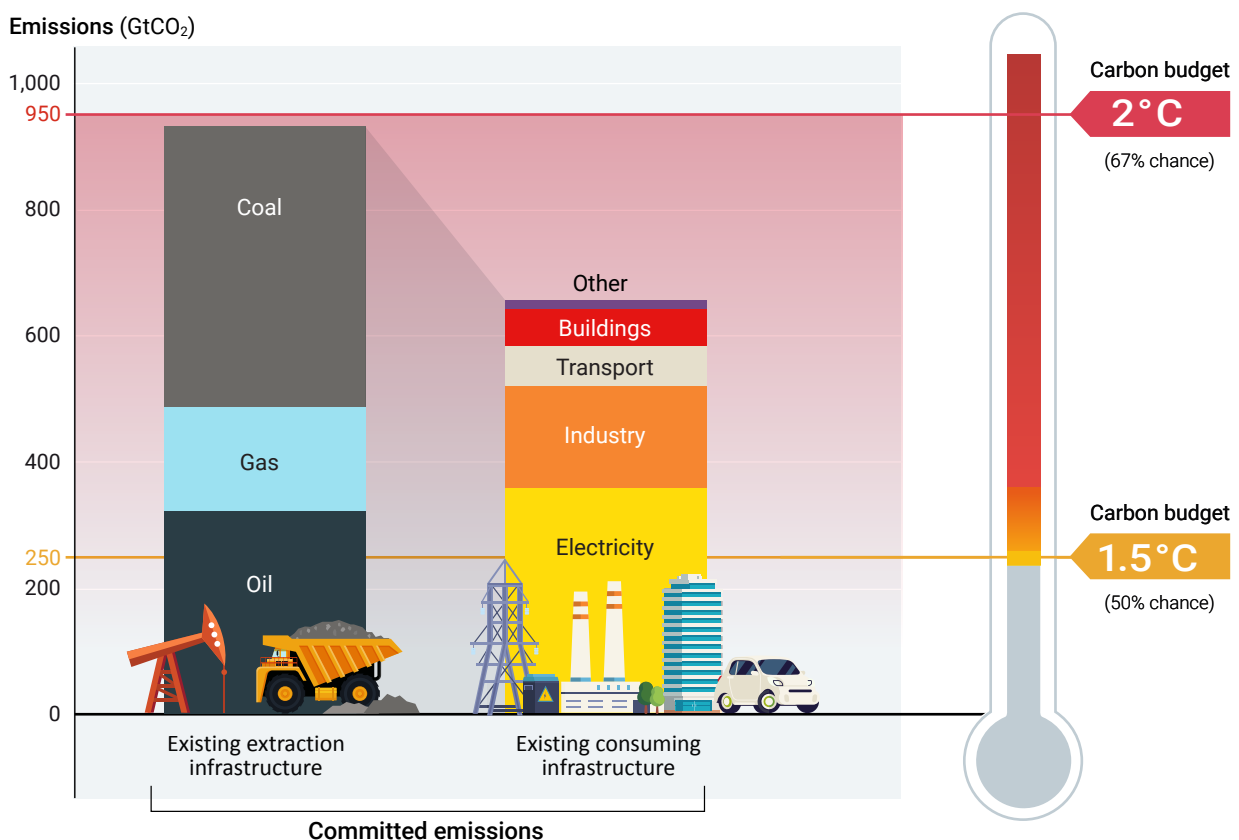 Emissions (GtCO₂)
1,000
950
800
600
400
250
200
0
Coal
Gas
Oil
Other
Buildings
Transport
Industry
Electricity
Existing extraction
infrastructure
Existing consuming
infrastructure
Committed emissions
Carbon budget
2°C
(67% chance)
Carbon budget
1.5°C
(50% chance)